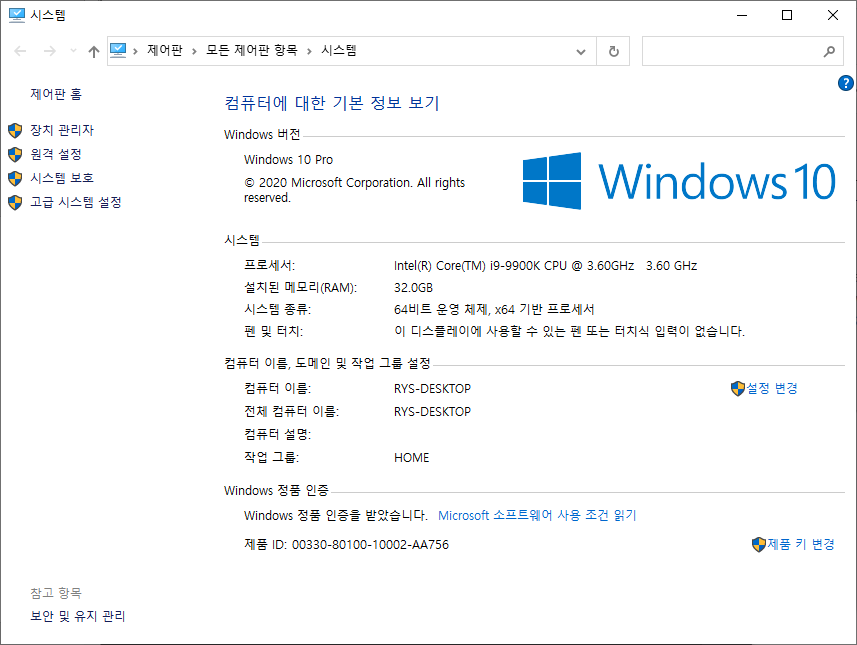 시스템
제어판 › 모든 제어판 항목 › 시스템
?
제어판 홈
장치 관리자
원격 설정
시스템 보호
고급 시스템 설정
컴퓨터에 대한 기본 정보 보기
Windows 버전
Windows 10 Pro
© 2020 Microsoft Corporation. All rights
reserved.
Windows 10
시스템
프로세서: Intel(R) Core(TM) i9-9900K CPU @ 3.60GHz 3.60 GHz
설치된 메모리(RAM): 32.0GB
시스템 종류: 64비트 운영 체제, x64 기반 프로세서
펜 및 터치: 이 디스플레이에 사용할 수 있는 펜 또는 터치식 입력이 없습니다.
컴퓨터 이름, 도메인 및 작업 그룹 설정
컴퓨터 이름: RYS-DESKTOP 설정 변경
전체 컴퓨터 이름: RYS-DESKTOP
컴퓨터 설명:
작업 그룹: HOME
Windows 정품 인증
Windows 정품 인증을 받았습니다. Microsoft 소프트웨어 사용 조건 읽기
제품 ID: 00330-80100-10002-AA756 제품 키 변경
참고 항목
보안 및 유지 관리